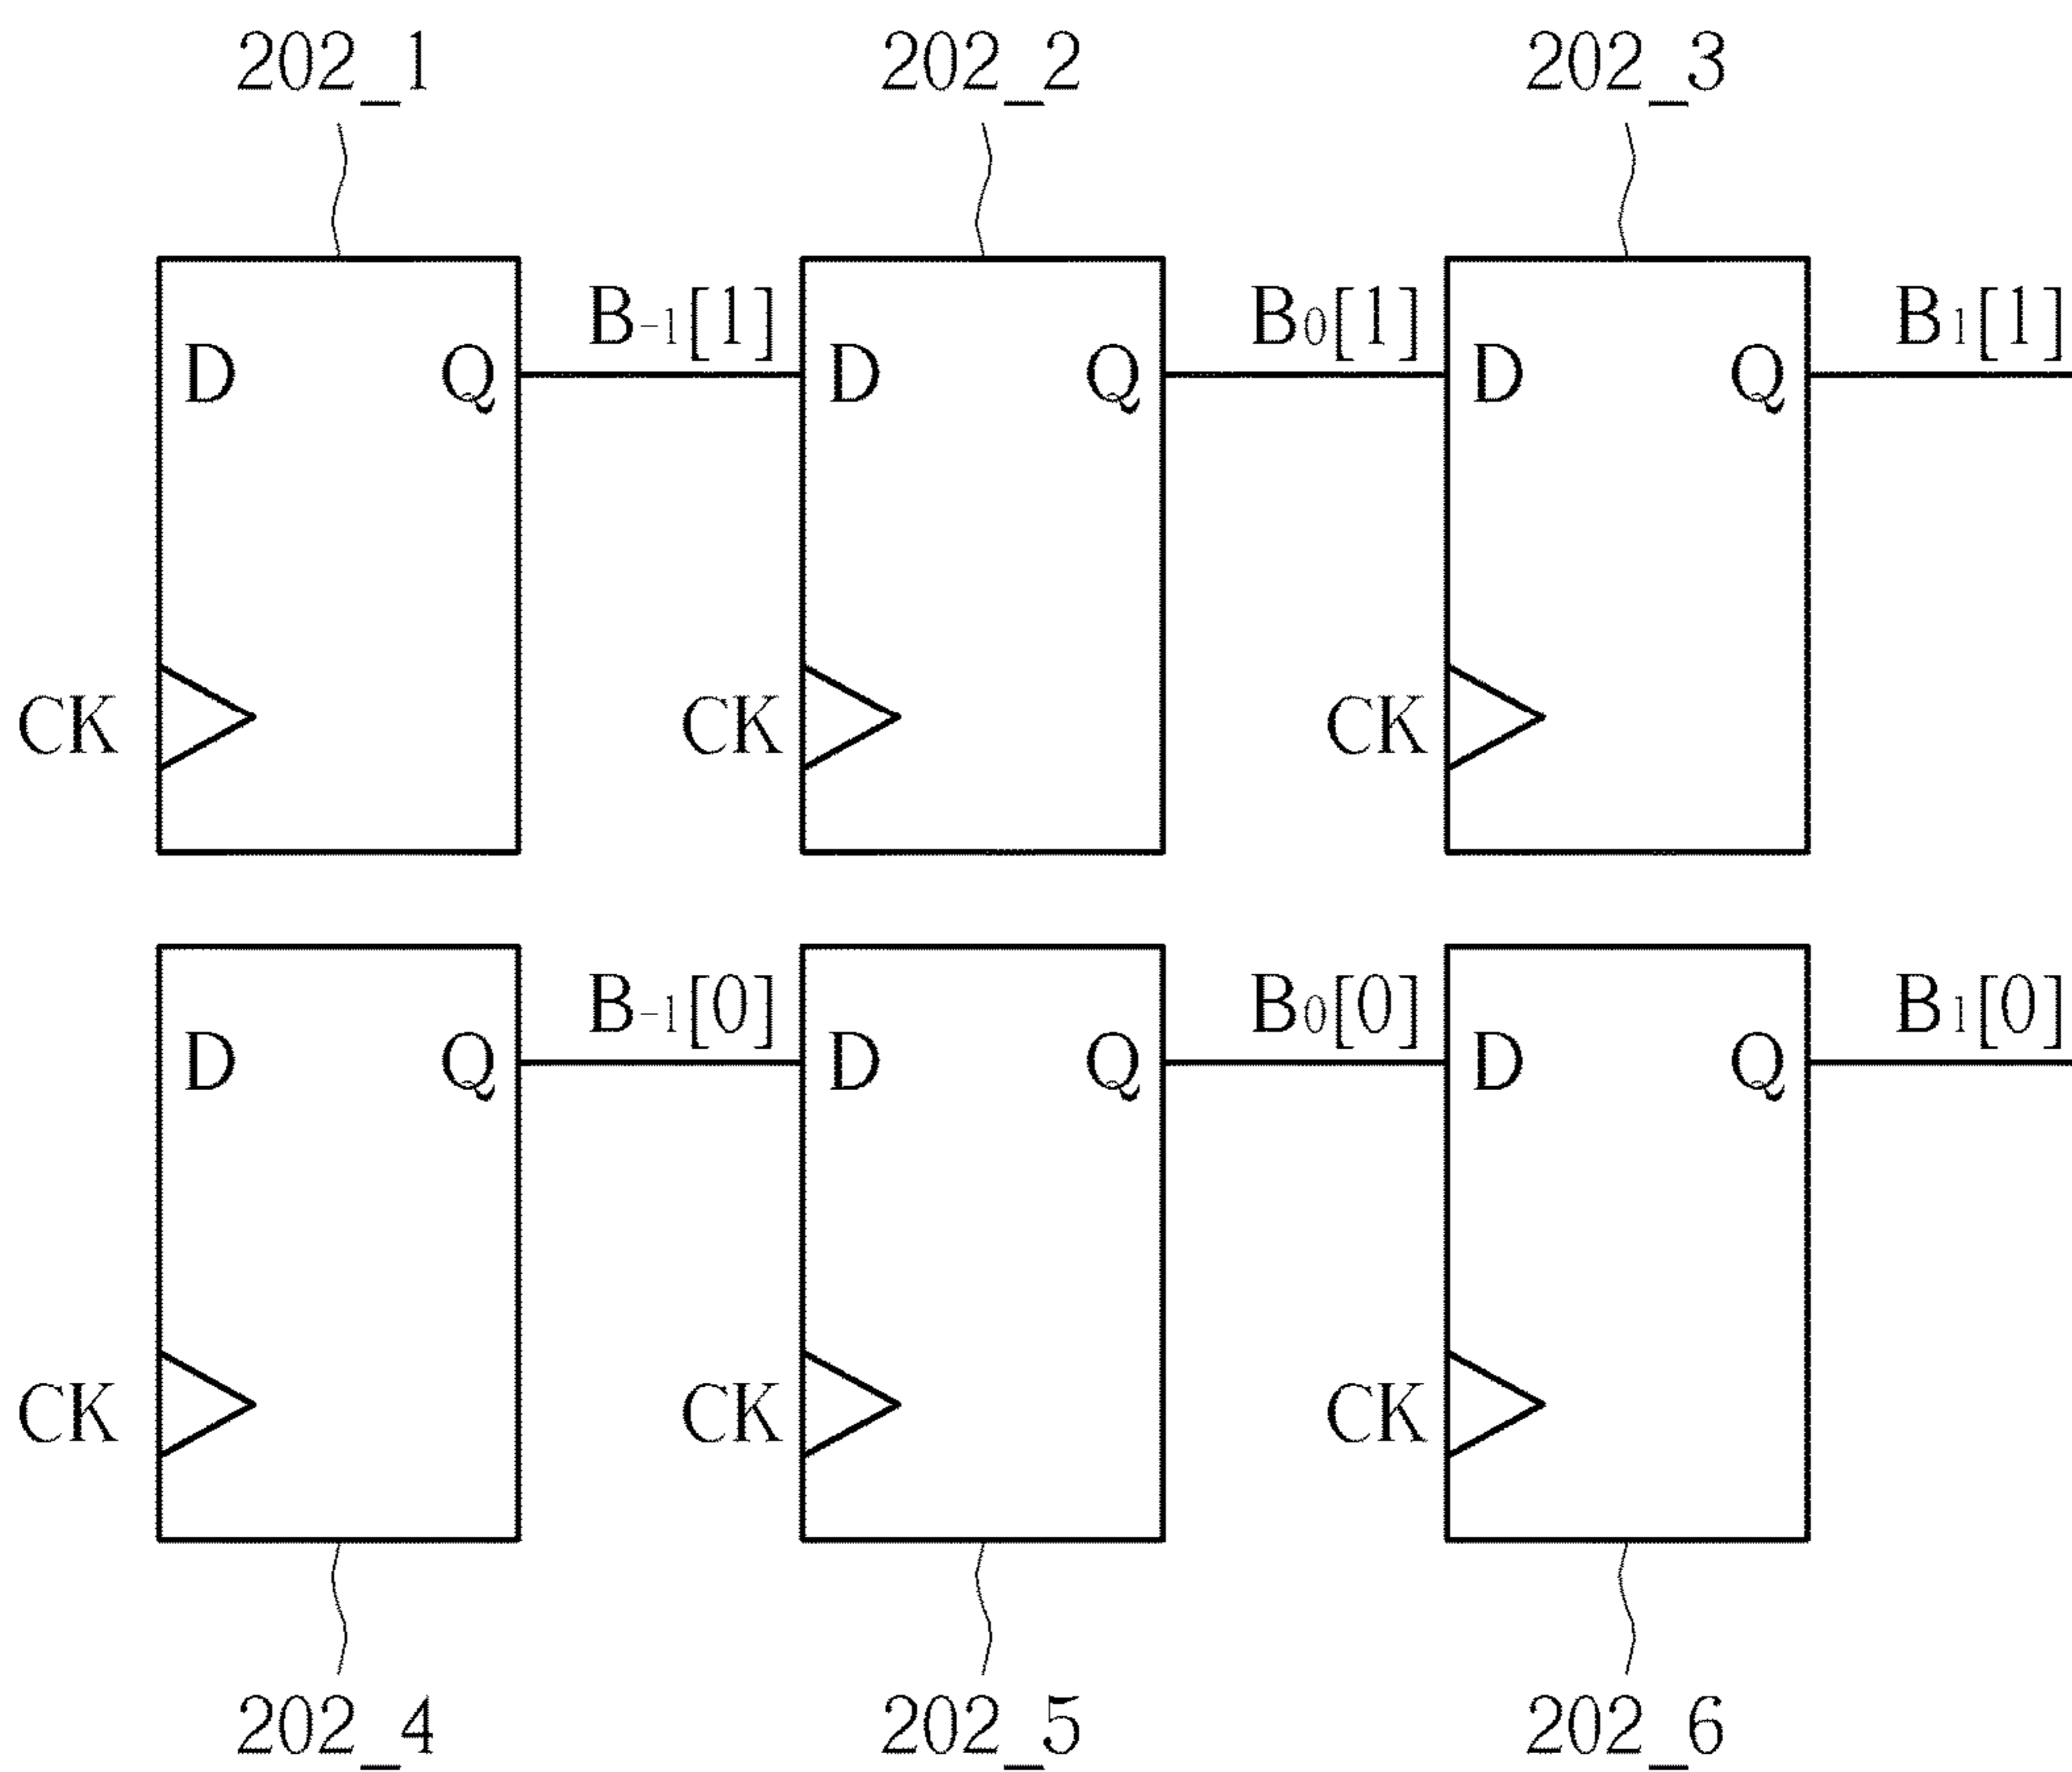 202_1 202_2 202_3
B-1[1] B0[1] B1[1]
D Q D Q D Q
CK CK CK
B-1[0] B0[0] B1[0]
D Q D Q D Q
CK CK CK
202_4 202_5 202_6